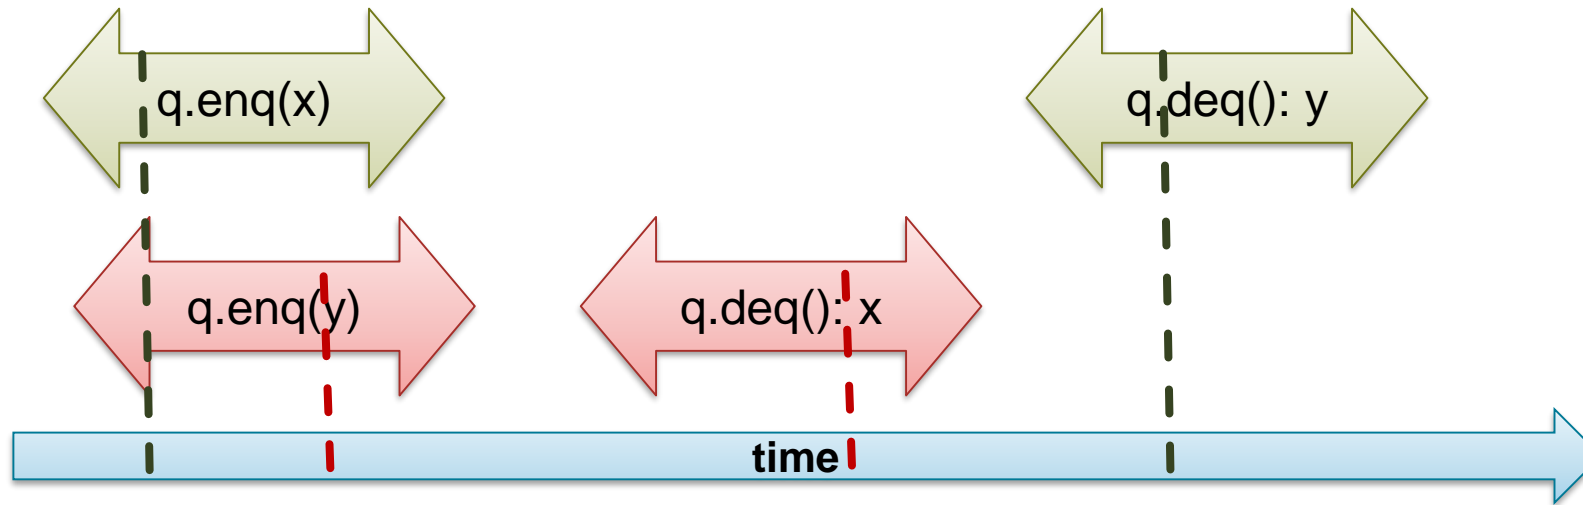 q.enq(x)
q.deq(): y
q.enq(y)
q.deq(): x
time